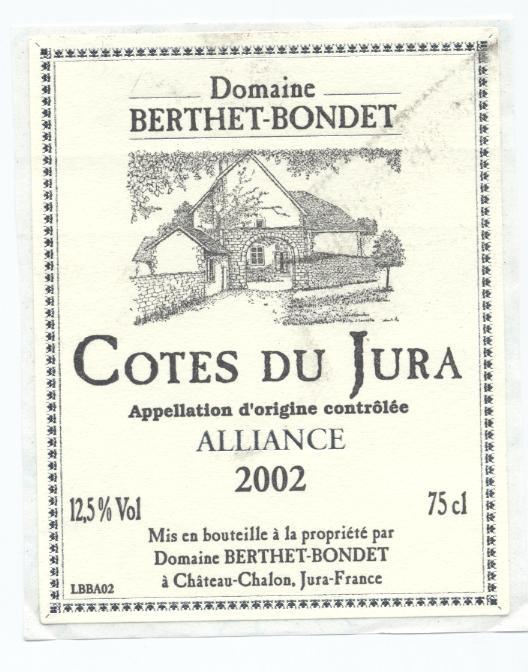 Domaine
BERTHET-BONDET
COTES DU JURA
Appellation d'origine contrôlée
ALLIANCE
2002
12,5 % Vol
75 cl
Mis en bouteille à la propriété par
Domaine BERTHET-BONDET
à Château-Chalon, Jura-France
LBBA02